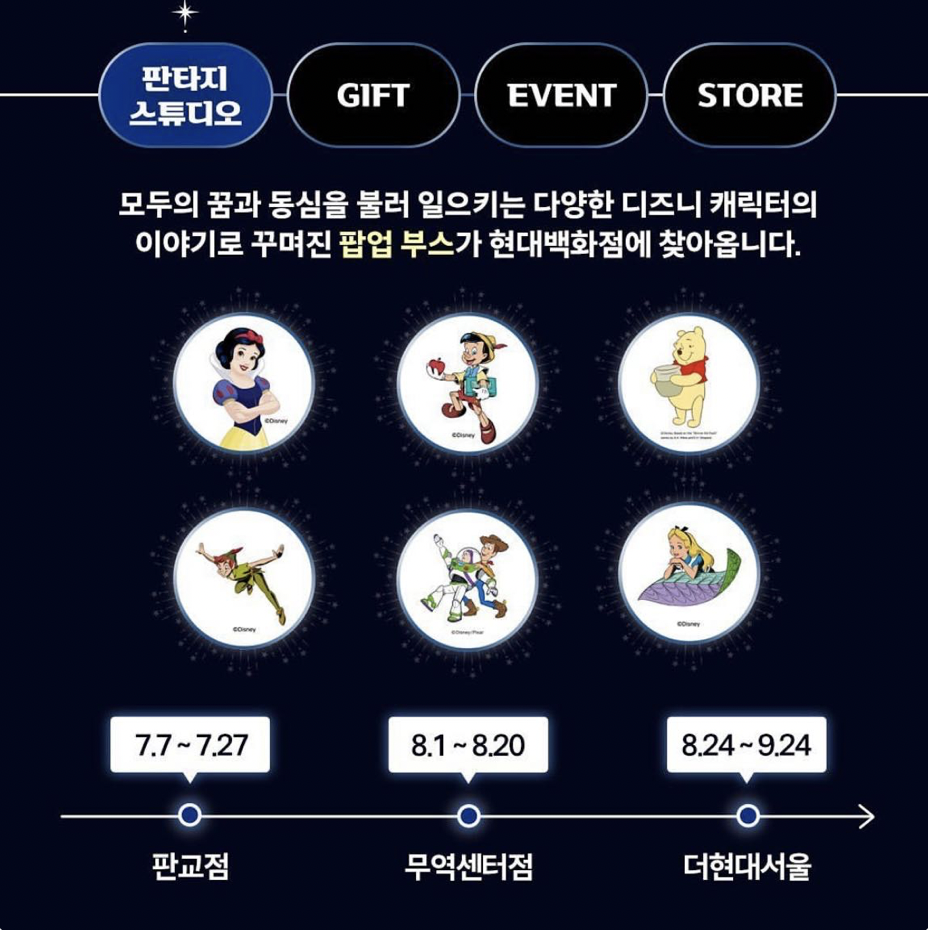 판타지
스튜디오
GIFT
EVENT
STORE
모두의 꿈과 동심을 불러 일으키는 다양한 디즈니 캐릭터의
이야기로 꾸며진 팝업 부스가 현대백화점에 찾아옵니다.
©Disney
©Disney
©Disney
©Disney/Pixar
©Disney
7.7 ~ 7.27
8.1 ~ 8.20
8.24 ~ 9.24
판교점
무역센터점
더현대서울